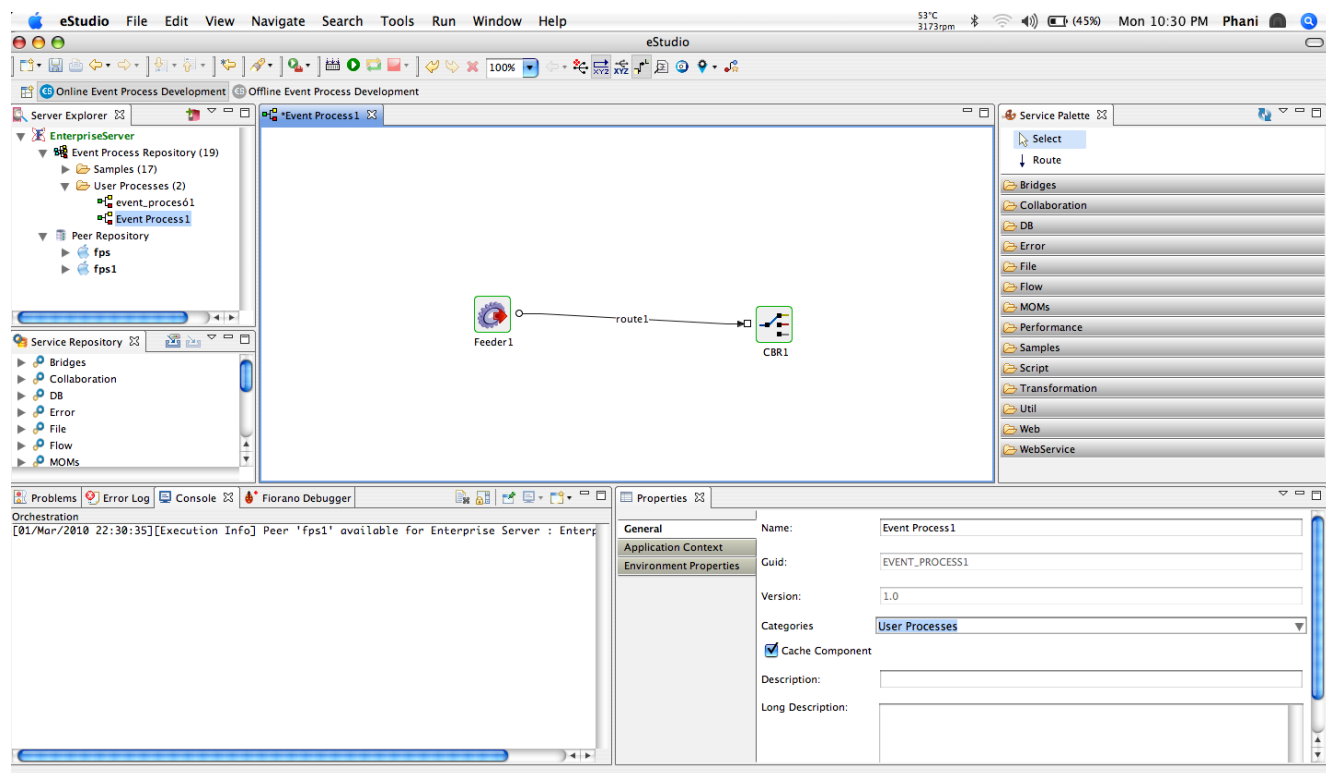 eStudio File Edit View Navigate Search Tools Run Window Help
53°C
3173rpm
(45%) Mon 10:30 PM Phani
eStudio
100%
XYZ XYZ
Online Event Process Development Offline Event Process Development
Server Explorer
EnterpriseServer
Event Process Repository (19)
Samples (17)
User Processes (2)
event_procesó1
Event Process1
Peer Repository
fps
fps1
Service Repository
Bridges
Collaboration
DB
Error
File
Flow
MOMs
*Event Process1
Feeder1
route1
CBR1
Service Palette
Select
Route
Bridges
Collaboration
DB
Error
File
Flow
MOMs
Performance
Samples
Script
Transformation
Util
Web
WebService
Problems Error Log Console Fiorano Debugger
Orchestration
[01/Mar/2010 22:30:35][Execution Info] Peer 'fps1' available for Enterprise Server : Enterp
Properties
General
Application Context
Environment Properties
Name: Event Process1
Guid: EVENT_PROCESS1
Version: 1.0
Categories User Processes
Cache Component
Description:
Long Description: